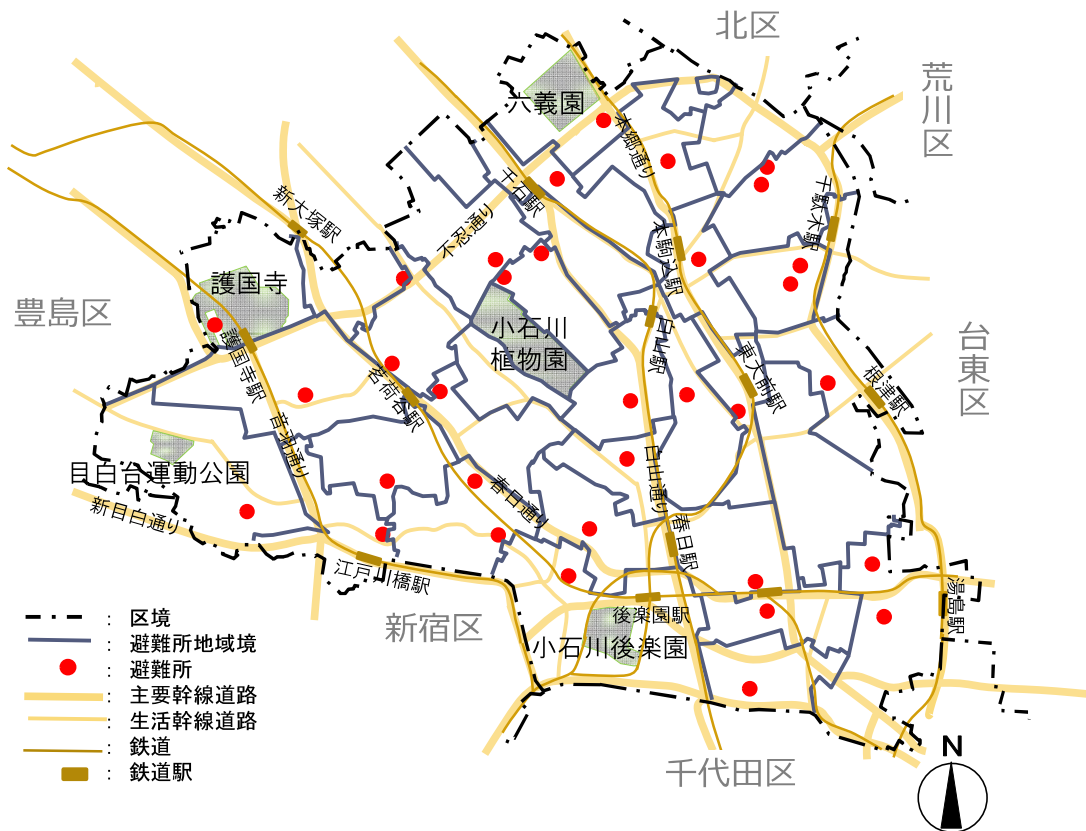 北区
荒川区
六義園
本郷通り
千石駅
千駄木駅
新大塚駅
不忍通り
本駒込駅
護国寺
豊島区
小石川
植物園
白山駅
台東区
護国寺駅
茗荷谷駅
東大前駅
根津駅
音羽通り
目白台運動公園
白山通り
春日通り
新目白通り
春日駅
江戸川橋駅
湯島駅
新宿区
後楽園駅
小石川後楽園
千代田区
: 区境
: 避難所地域境
: 避難所
: 主要幹線道路
: 生活幹線道路
: 鉄道
: 鉄道駅
N